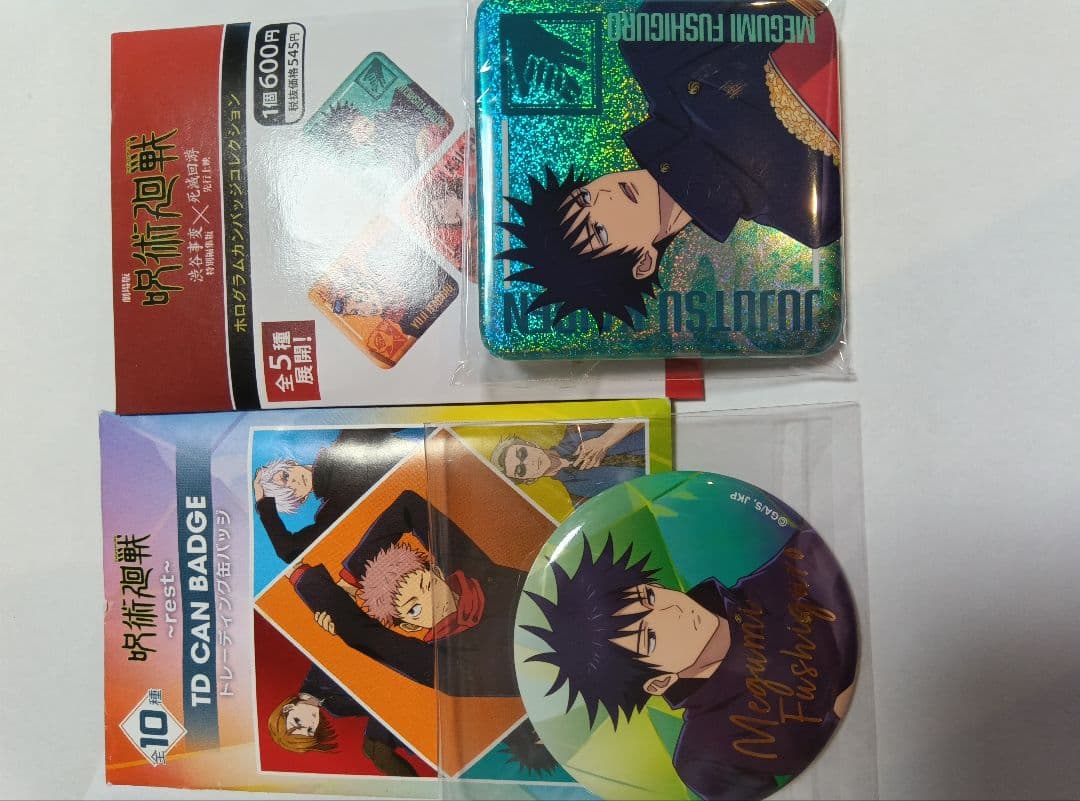 劇場版
呪術廻戦
渋谷事変
特別編集版
×
死滅回游
先行上映
ホログラムカンバッジコレクション
1個600円
税抜価格545円
全5種
展開!
MEGUMI FUSHIGURO
JUJUTSU
呪術廻戦
~rest~
TD CAN BADGE
トレーディング缶バッジ
全10種
©GA/S, JKP
Megumi
Fushiguro